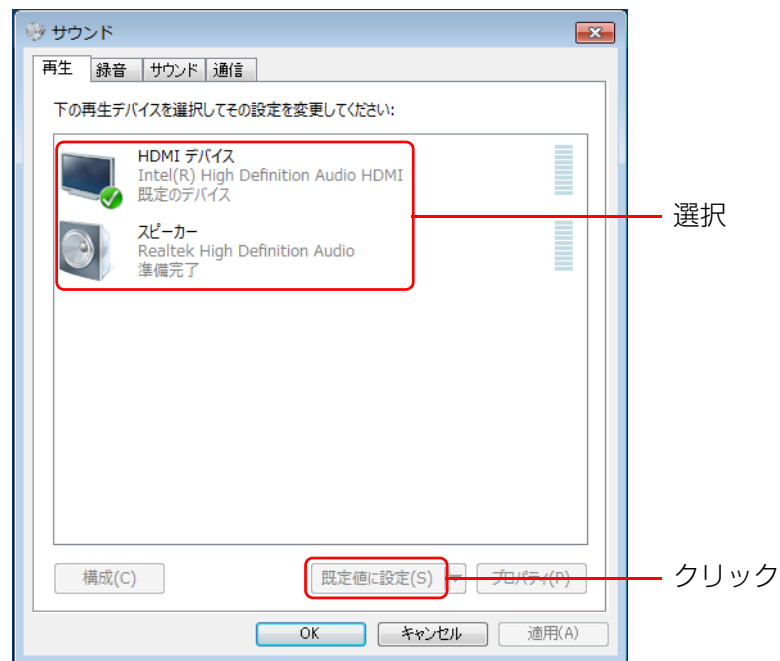 サウンド
再生 録音 サウンド 通信
下の再生デバイスを選択してその設定を変更してください:
HDMI デバイス
Intel(R) High Definition Audio HDMI
既定のデバイス
選択
スピーカー
Realtek High Definition Audio
準備完了
構成(C) 既定値に設定(S) プロパティ(P)
クリック
OK キャンセル 適用(A)